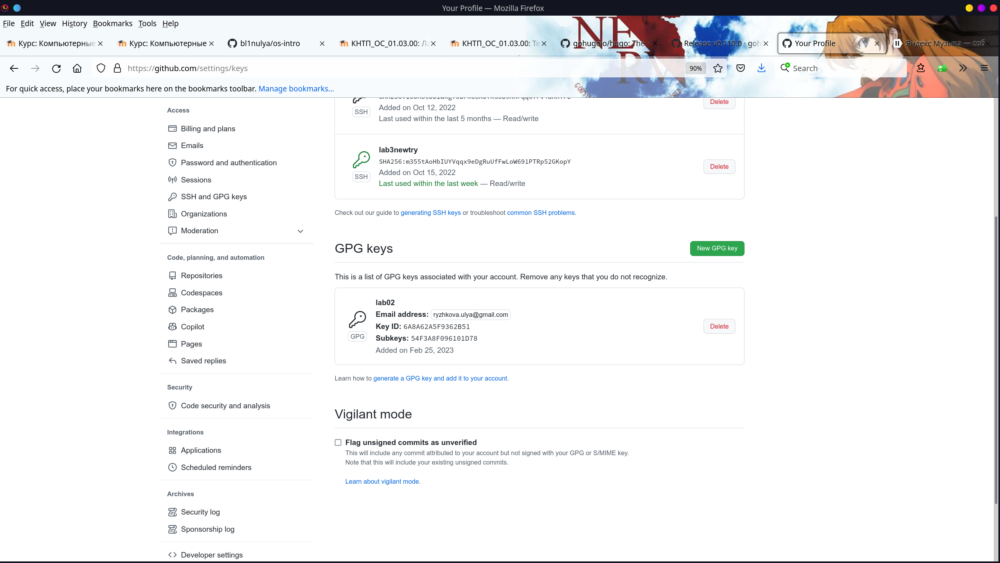 Your Profile — Mozilla Firefox
File Edit View History Bookmarks Tools Help
Курс: Компьютерные
Курс: Компьютерные
bl1nulya/os-intro
КНТП_ОС_01.03.00: Ла
КНТП_ОС_01.03.00: Те
gohugoio/hugo: The
Release v0.110.0 · goh
Your Profile
Яндекс Музыка — соб
https://github.com/settings/keys
90%
Search
For quick access, place your bookmarks here on the bookmarks toolbar. Manage bookmarks...
NERV
Access
Billing and plans
Emails
Password and authentication
Sessions
SSH and GPG keys
Organizations
Moderation
Code, planning, and automation
Repositories
Codespaces
Packages
Copilot
Pages
Saved replies
Security
Code security and analysis
Integrations
Applications
Scheduled reminders
Archives
Security log
Sponsorship log
Developer settings
SSH
Added on Oct 12, 2022
Last used within the last 5 months — Read/write
Delete
lab3newtry
SHA256:m355tAoHbIUYVqqx9eDgRuUfFwLoW691PTRp52GKopY
SSH
Added on Oct 15, 2022
Last used within the last week — Read/write
Delete
Check out our guide to generating SSH keys or troubleshoot common SSH problems.
GPG keys
New GPG key
This is a list of GPG keys associated with your account. Remove any keys that you do not recognize.
lab02
Email address: ryzhkova.ulya@gmail.com
Key ID: 6A8A62A5F9362B51
GPG
Subkeys: 54F3A8F096101D78
Added on Feb 25, 2023
Delete
Learn how to generate a GPG key and add it to your account.
Vigilant mode
Flag unsigned commits as unverified
This will include any commit attributed to your account but not signed with your GPG or S/MIME key.
Note that this will include your existing unsigned commits.
Learn about vigilant mode.